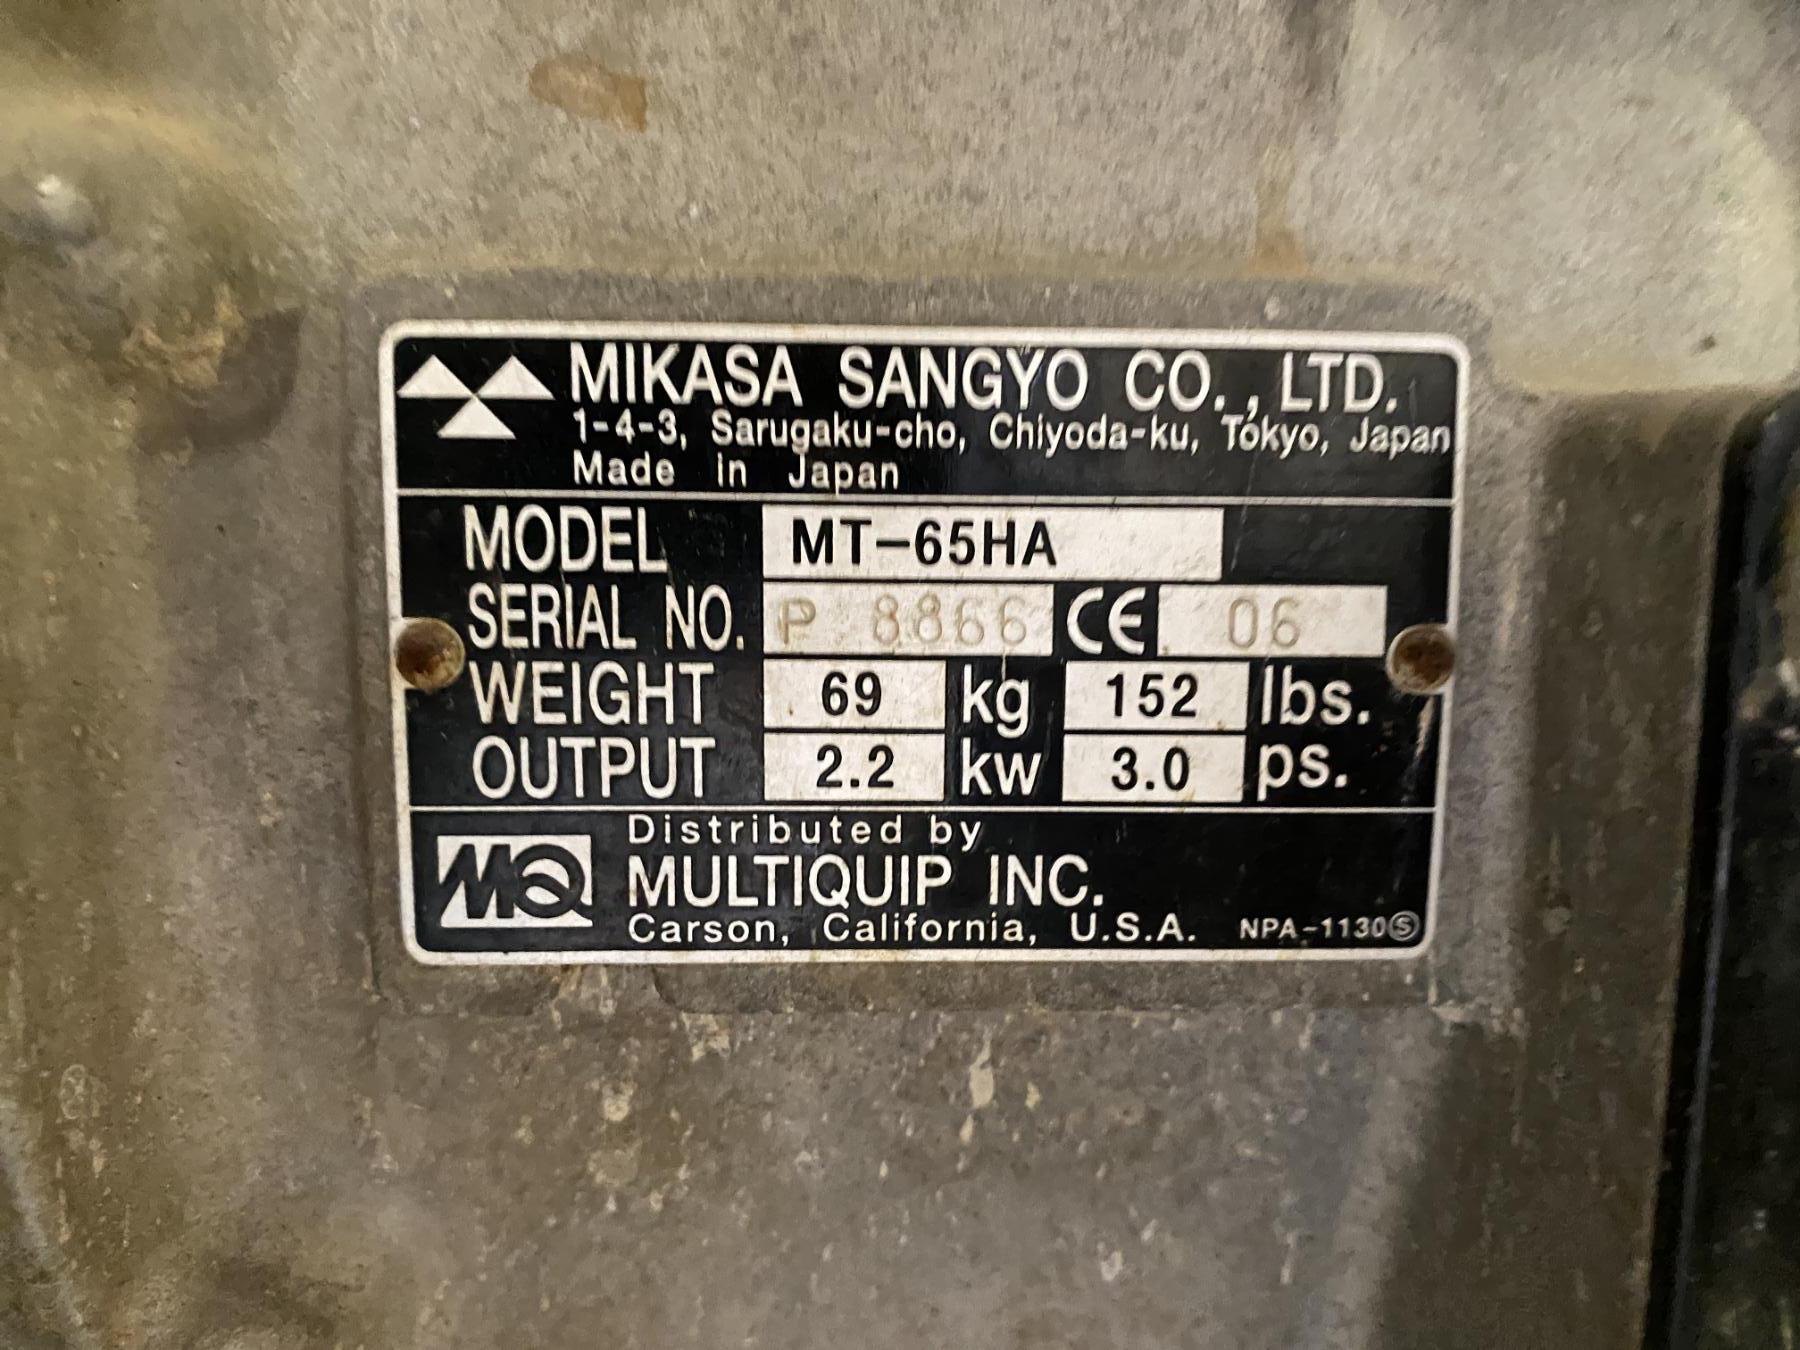 MIKASA SANGYO CO., LTD.
1-4-3, Sarugaku-cho, Chiyoda-ku, Tokyo, Japan
Made in Japan
MODEL MT-65HA
SERIAL NO. P 8866 CE 06
WEIGHT 69 kg 152 lbs.
OUTPUT 2.2 kw 3.0 ps.
Distributed by
MQ MULTIQUIP INC.
Carson, California, U.S.A. NPA-1130Ⓢ